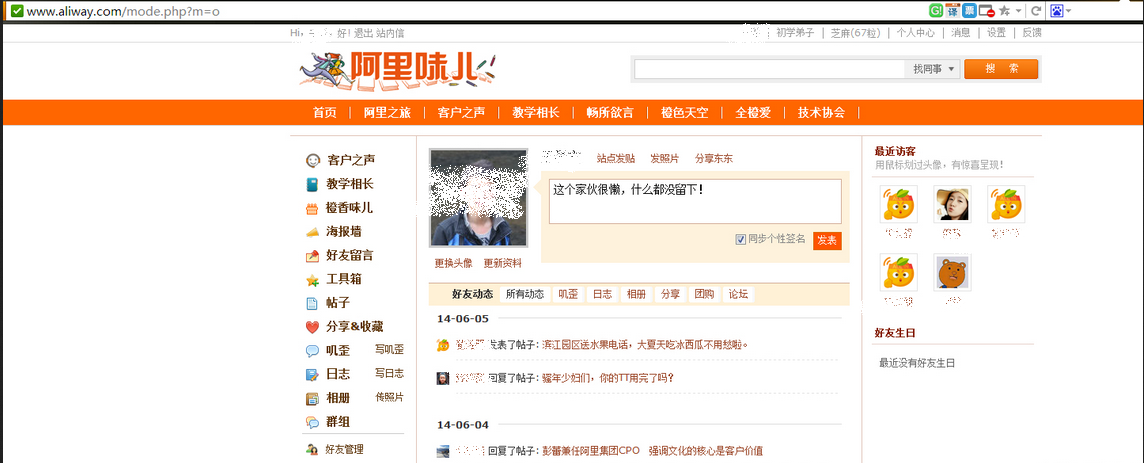 www.aliway.com/mode.php?m=o
Hi, 好! 退出 站内信
初学弟子 | 芝麻(67粒) | 个人中心 | 消息 | 设置 | 反馈
阿里味儿
找同事 搜 索
首页 | 阿里之旅 | 客户之声 | 教学相长 | 畅所欲言 | 橙色天空 | 全橙爱 | 技术协会 |
客户之声
教学相长
橙香味儿
海报墙
好友留言
工具箱
帖子
分享&收藏
叽歪 写叽歪
日志 写日志
相册 传照片
群组
好友管理
更换头像 更新资料
站点发贴 发照片 分享东东
这个家伙很懒，什么都没留下！
同步个性签名 发表
好友动态 所有动态 叽歪 日志 相册 分享 团购 论坛
14-06-05
发表了帖子: 滨江园区送水果电话，大夏天吃冰西瓜不用愁啦。
回复了帖子: 骚年少妇们，你的TT用完了吗？
14-06-04
回复了帖子: 彭蕾兼任阿里集团CPO 强调文化的核心是客户价值
最近访客
用鼠标划过头像，有惊喜呈现！
好友生日
最近没有好友生日